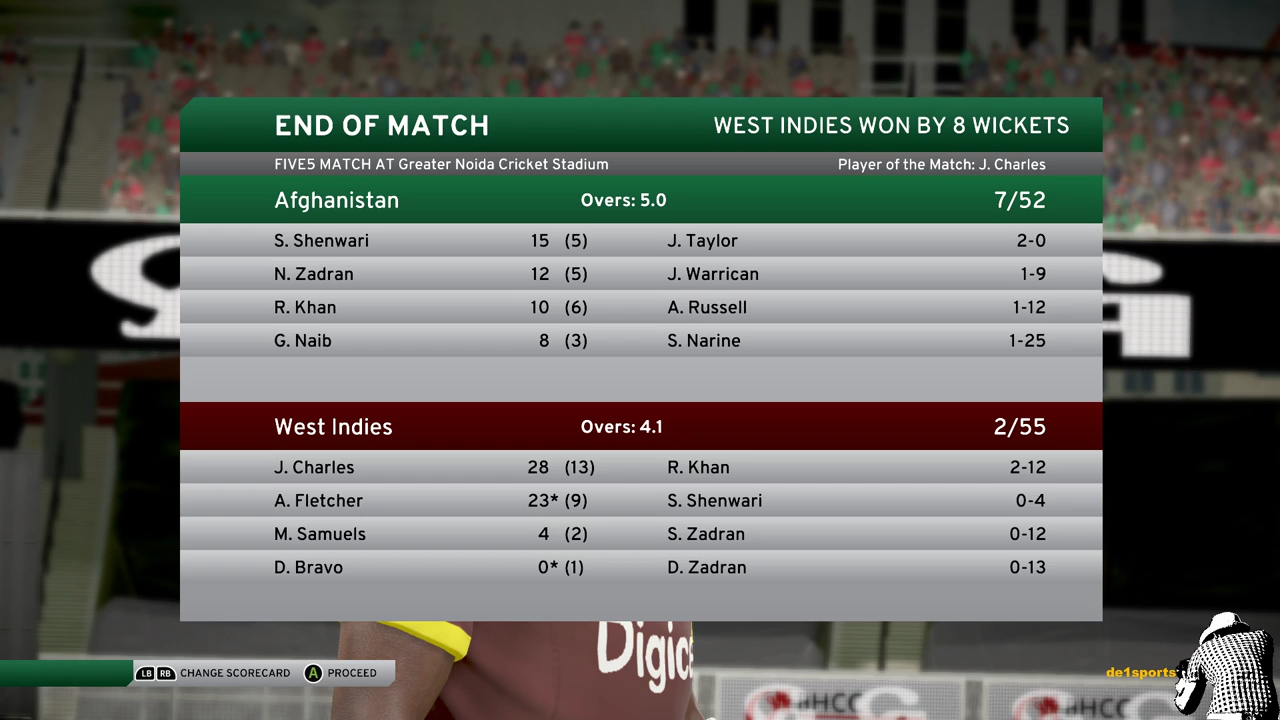 END OF MATCH WEST INDIES WON BY 8 WICKETS
FIVE5 MATCH AT Greater Noida Cricket Stadium Player of the Match: J. Charles
Afghanistan Overs: 5.0 7/52
S. Shenwari 15 (5) J. Taylor 2-0
N. Zadran 12 (5) J. Warrican 1-9
R. Khan 10 (6) A. Russell 1-12
G. Naib 8 (3) S. Narine 1-25
West Indies Overs: 4.1 2/55
J. Charles 28 (13) R. Khan 2-12
A. Fletcher 23* (9) S. Shenwari 0-4
M. Samuels 4 (2) S. Zadran 0-12
D. Bravo 0* (1) D. Zadran 0-13
Digice
LB RB CHANGE SCORECARD A PROCEED
de1sports